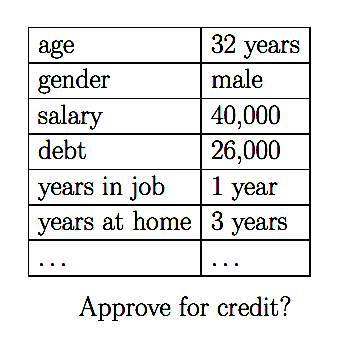 age 32 years
gender male
salary 40,000
debt 26,000
years in job 1 year
years at home 3 years
... ...
Approve for credit?